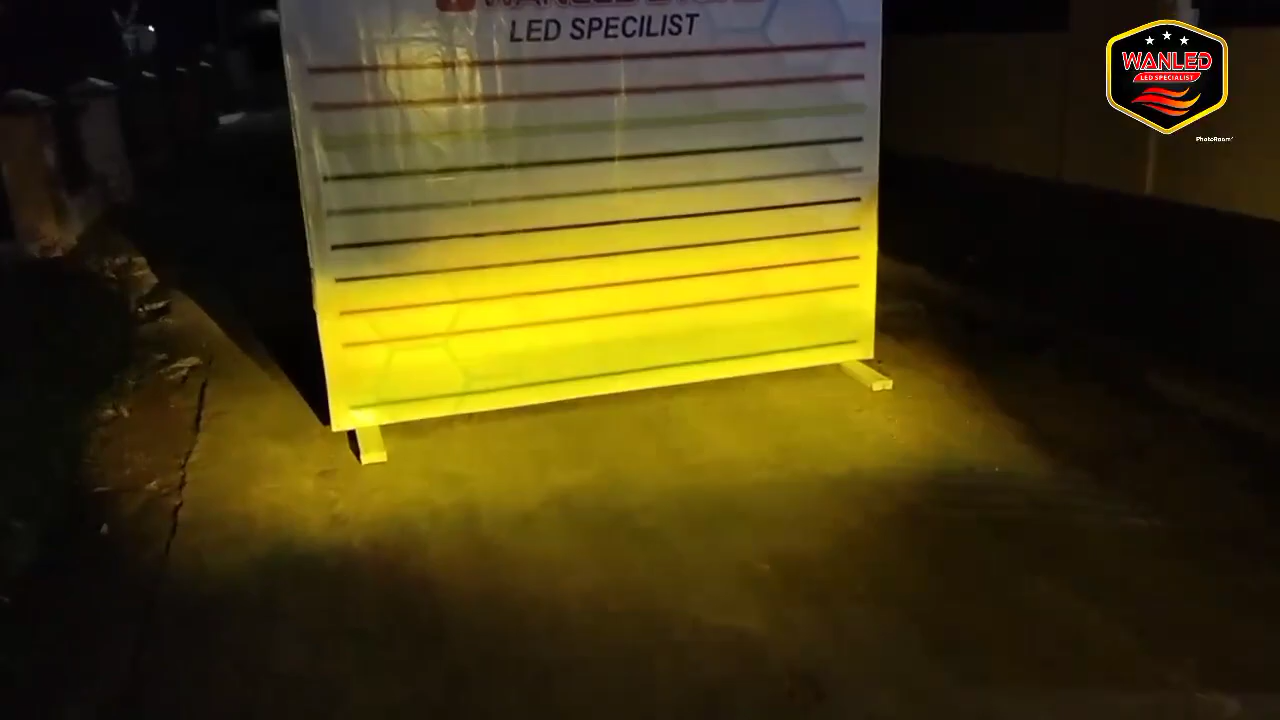 LED SPECILIST
WANLED
LED SPECIALIST
PhotoRoom